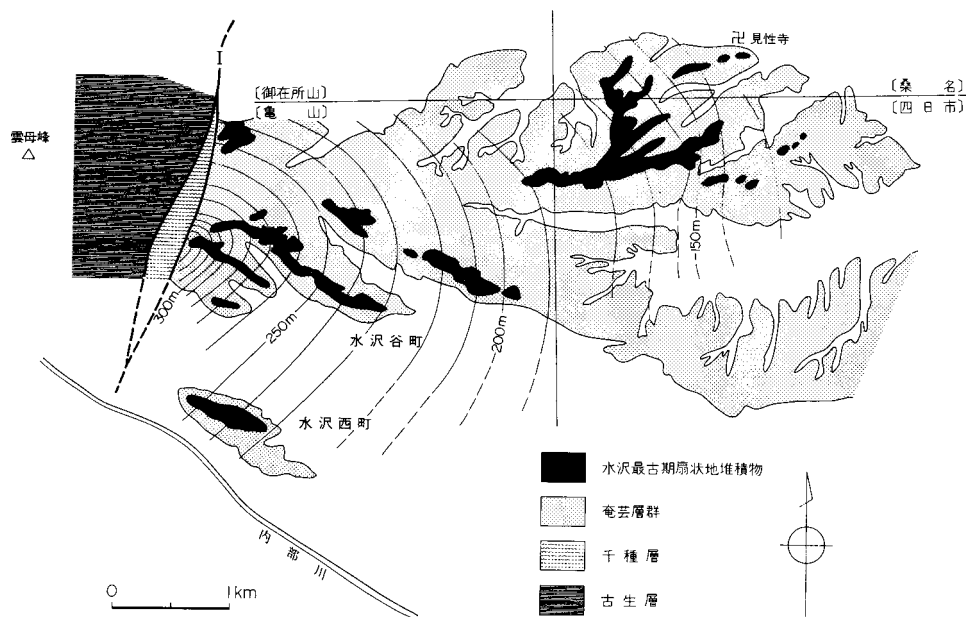 卍 見性寺
I
〔御在所山〕
〔亀 山〕
〔桑 名〕
〔四日市〕
雲母峰
△
150m
300m
250m
200m
水沢谷町
水沢西町
内部川
水沢最古期扇状地堆積物
奄芸層群
千種層
古生層
0 1km